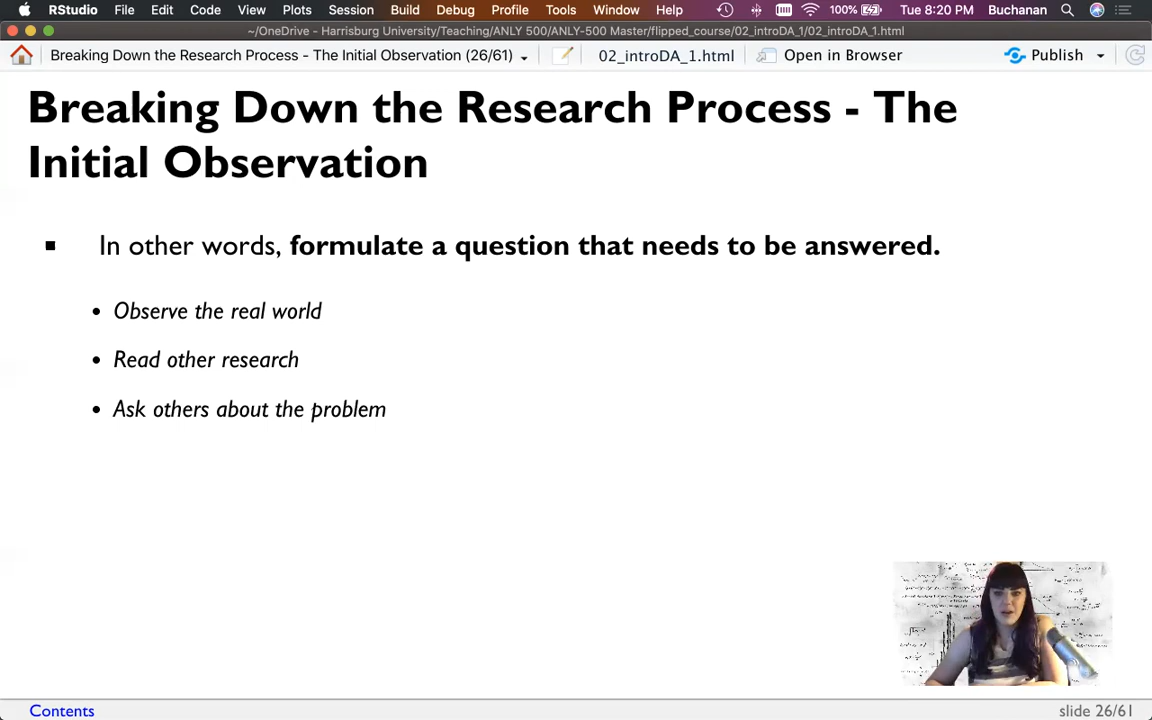 RStudio File Edit Code View Plots Session Build Debug Profile Tools Window Help 100% Tue 8:20 PM Buchanan
~/OneDrive - Harrisburg University/Teaching/ANLY 500/ANLY-500 Master/flipped_course/02_introDA_1/02_introDA_1.html
Breaking Down the Research Process - The Initial Observation (26/61) 02_introDA_1.html Open in Browser Publish
Breaking Down the Research Process - The
Initial Observation
In other words, formulate a question that needs to be answered.
Observe the real world
Read other research
Ask others about the problem
Contents slide 26/61